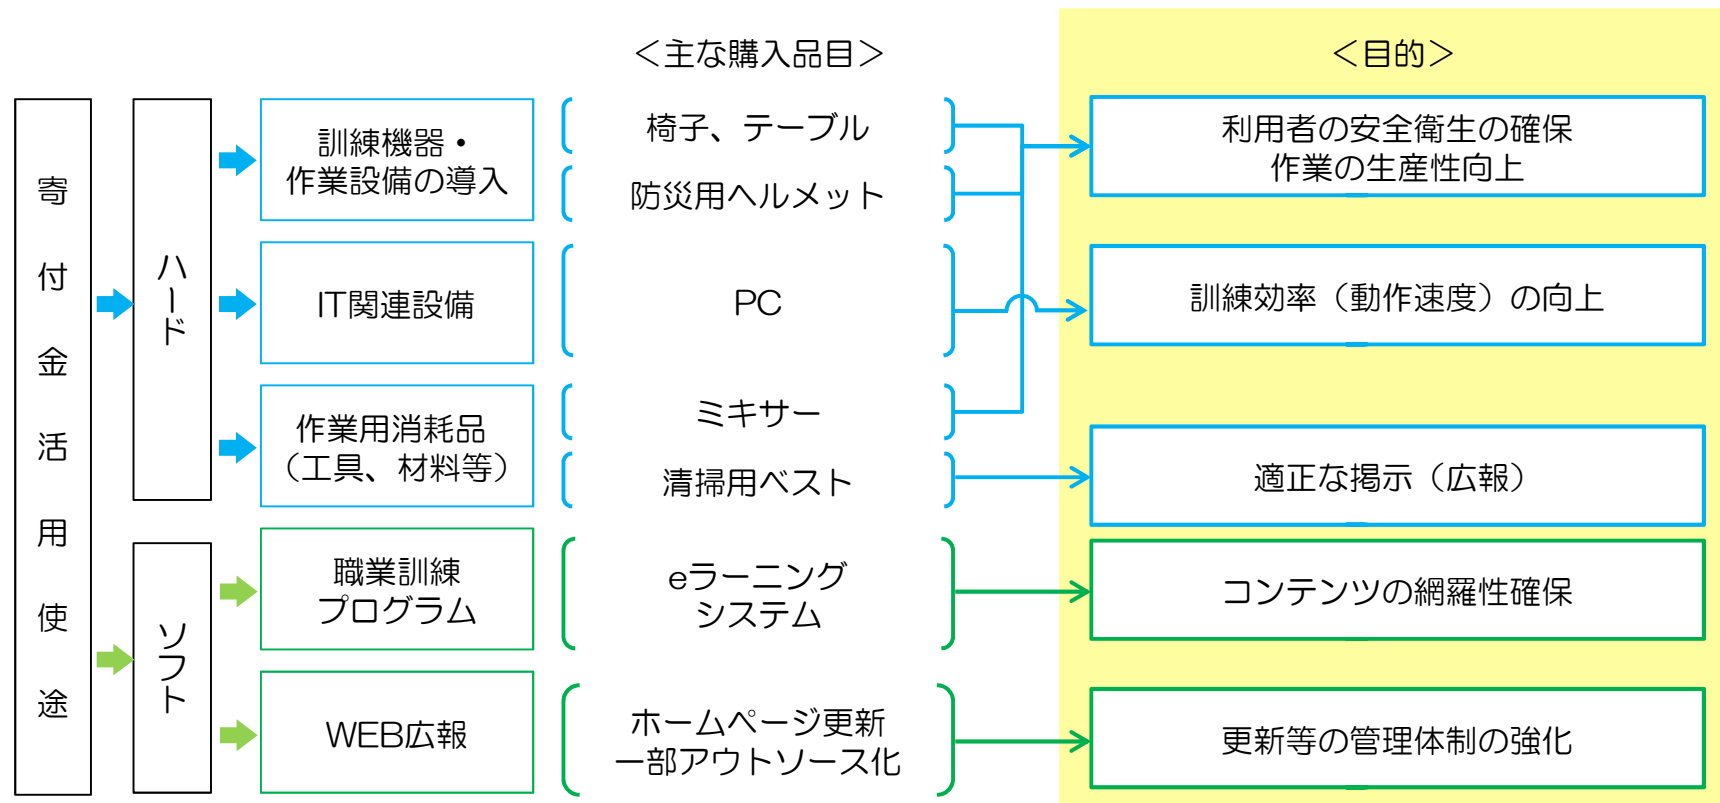 ＜主な購入品目＞
＜目的＞
寄付金活用使途
ハード
訓練機器・
作業設備の導入
椅子、テーブル
防災用ヘルメット
利用者の安全衛生の確保
作業の生産性向上
IT関連設備
PC
訓練効率（動作速度）の向上
作業用消耗品
（工具、材料等）
ミキサー
清掃用ベスト
適正な掲示（広報）
ソフト
職業訓練
プログラム
eラーニング
システム
コンテンツの網羅性確保
WEB広報
ホームページ更新
一部アウトソース化
更新等の管理体制の強化